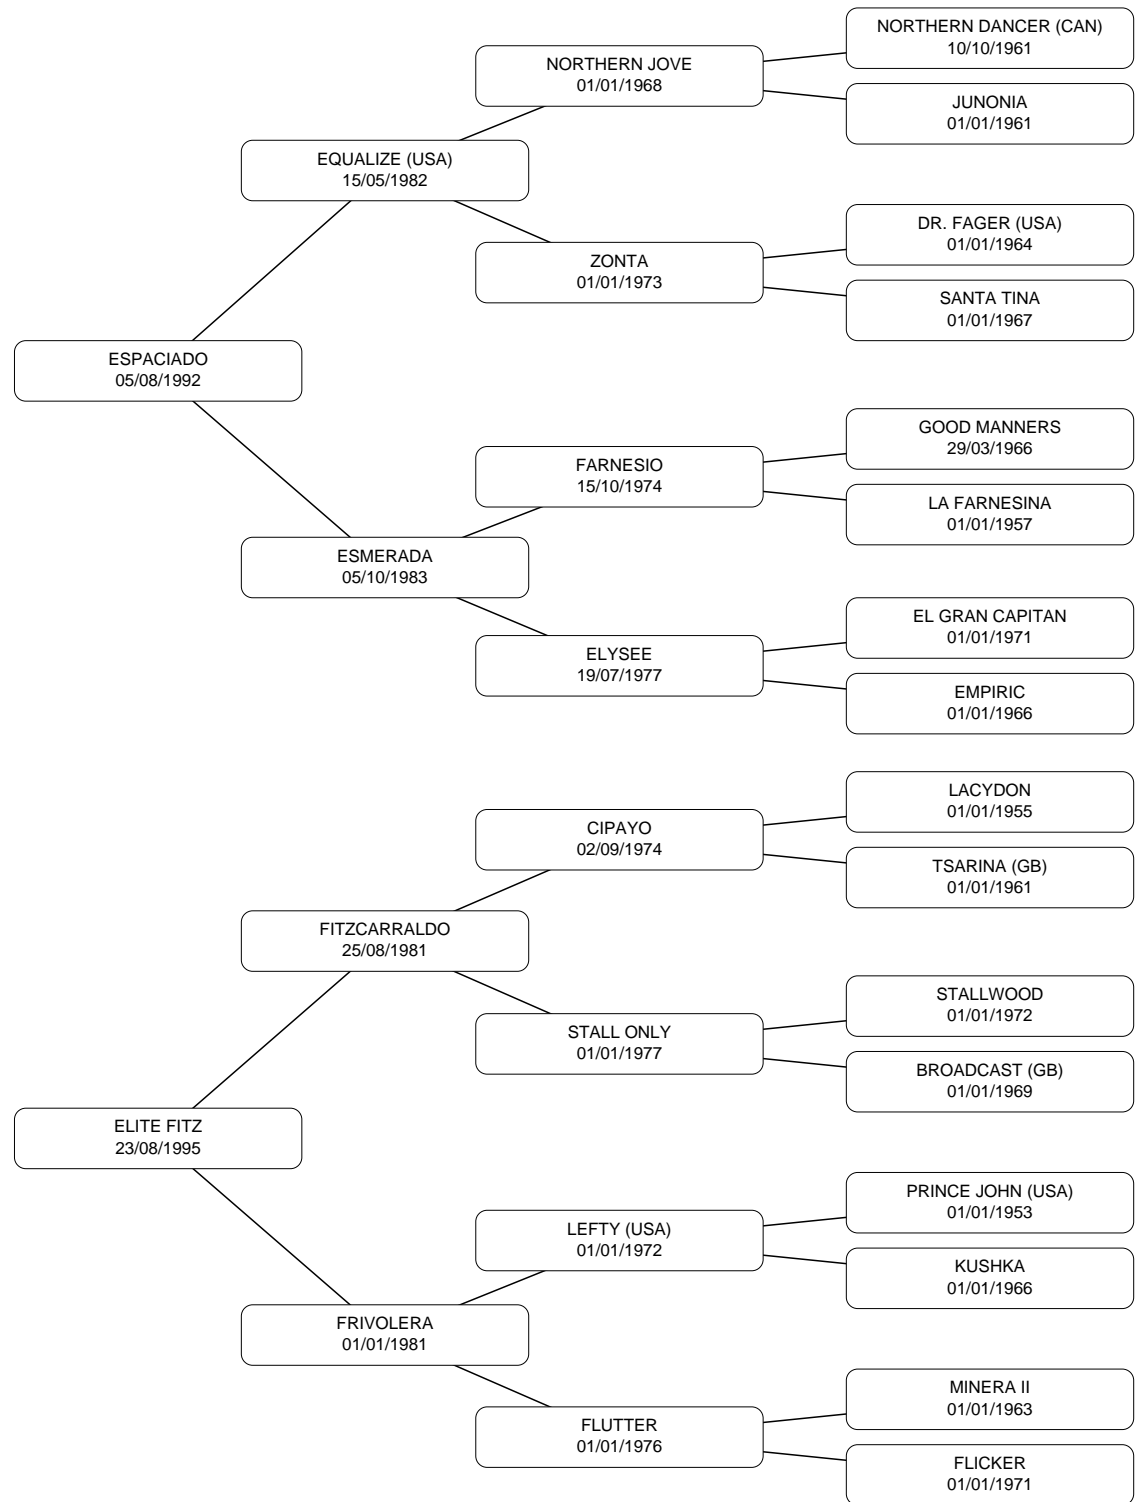 NORTHERN DANCER (CAN)
10/10/1961
NORTHERN JOVE
01/01/1968
JUNONIA
01/01/1961
EQUALIZE (USA)
15/05/1982
DR. FAGER (USA)
01/01/1964
ZONTA
01/01/1973
SANTA TINA
01/01/1967
ESPACIADO
05/08/1992
GOOD MANNERS
29/03/1966
FARNESIO
15/10/1974
LA FARNESINA
01/01/1957
ESMERADA
05/10/1983
EL GRAN CAPITAN
01/01/1971
ELYSEE
19/07/1977
EMPIRIC
01/01/1966
LACYDON
01/01/1955
CIPAYO
02/09/1974
TSARINA (GB)
01/01/1961
FITZCARRALDO
25/08/1981
STALLWOOD
01/01/1972
STALL ONLY
01/01/1977
BROADCAST (GB)
01/01/1969
ELITE FITZ
23/08/1995
PRINCE JOHN (USA)
01/01/1953
LEFTY (USA)
01/01/1972
KUSHKA
01/01/1966
FRIVOLERA
01/01/1981
MINERA II
01/01/1963
FLUTTER
01/01/1976
FLICKER
01/01/1971